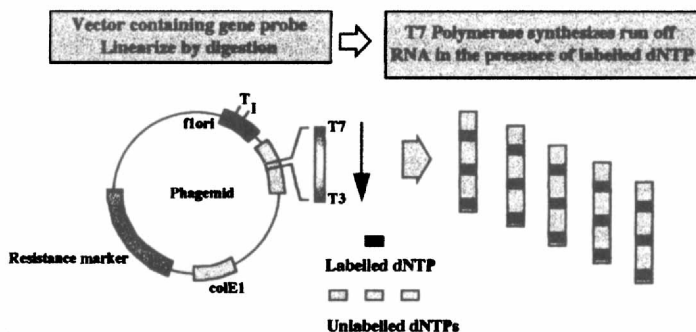 Vector containing gene probe
Linearize by digestion
T7 Polymerase synthesizes run off
RNA in the presence of labelled dNTP
T
I
f1ori
T7
Phagemid
T3
Resistance marker
colE1
Labelled dNTP
Unlabelled dNTPs